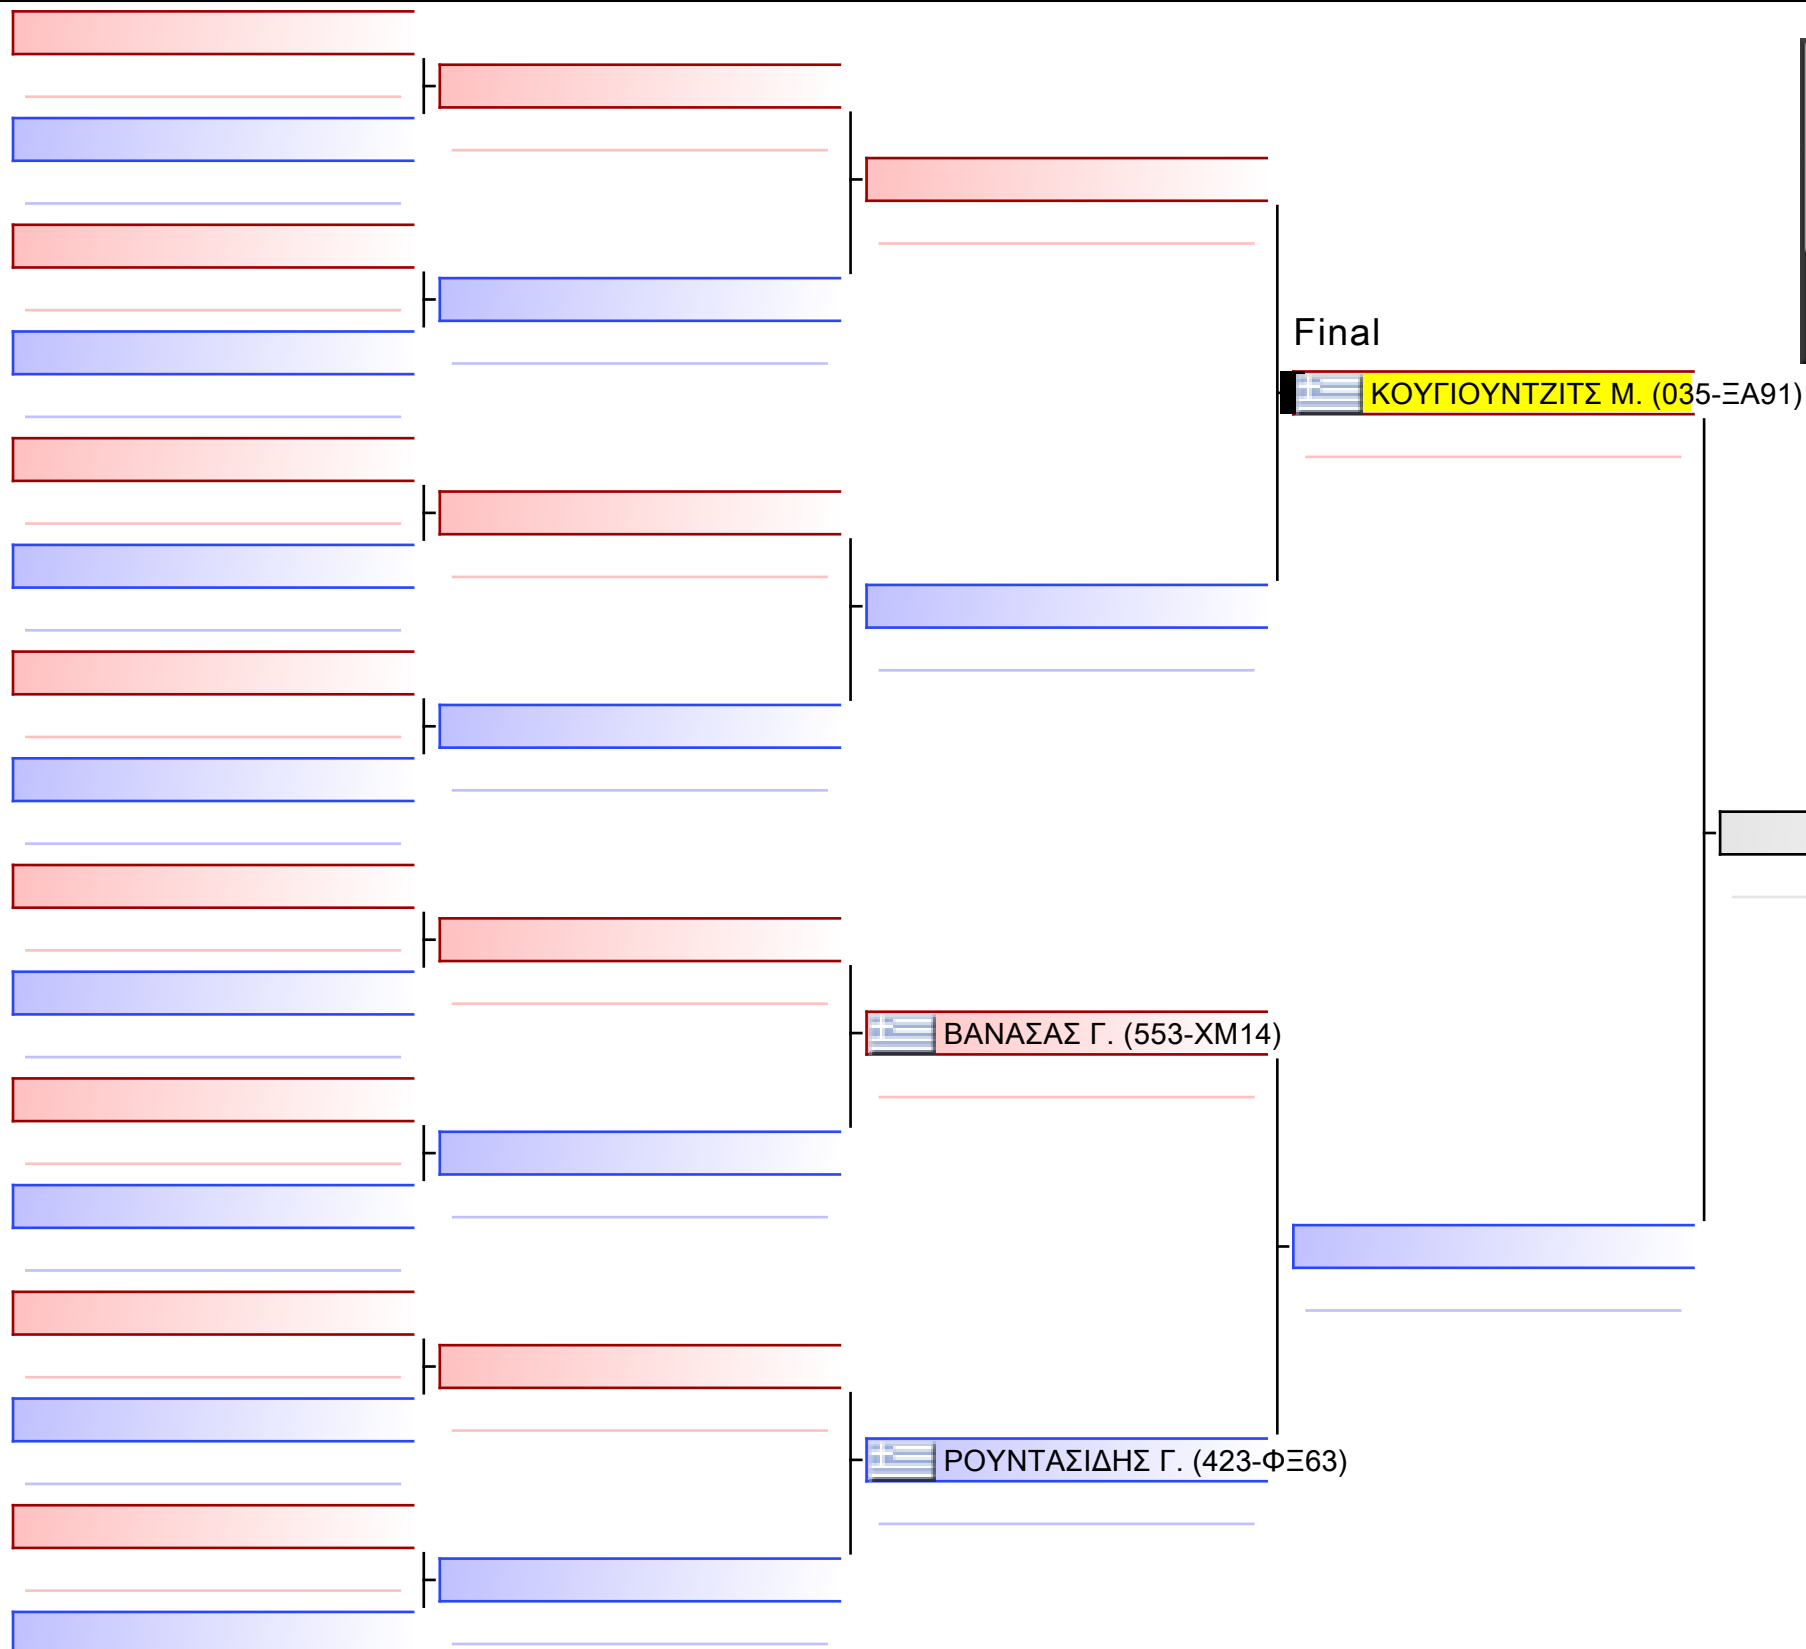 Final
ΚΟΥΓΙΟΥΝΤΖΙΤΣ Μ. (035-ΞΑ91)
ΒΑΝΑΣΑΣ Γ. (553-ΧΜ14)
ΡΟΥΝΤΑΣΙΔΗΣ Γ. (423-ΦΞ63)